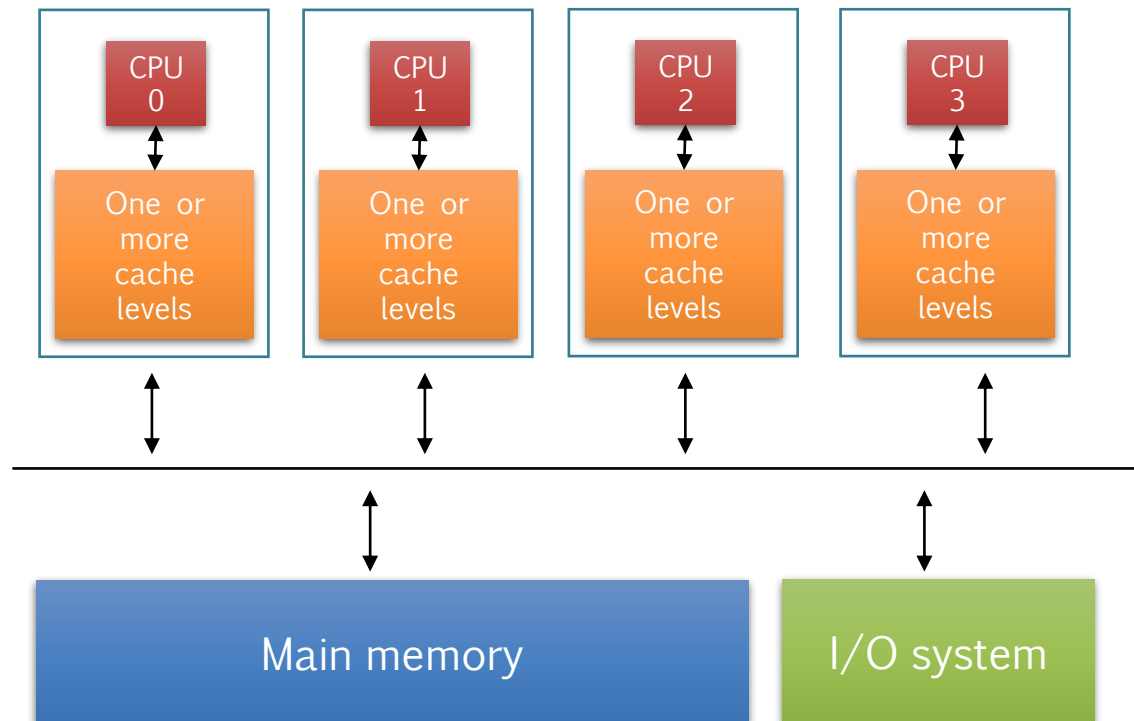 CPU
0
CPU
1
CPU
2
CPU
3
One or
more
cache
levels
One or
more
cache
levels
One or
more
cache
levels
One or
more
cache
levels
Main memory
I/O system